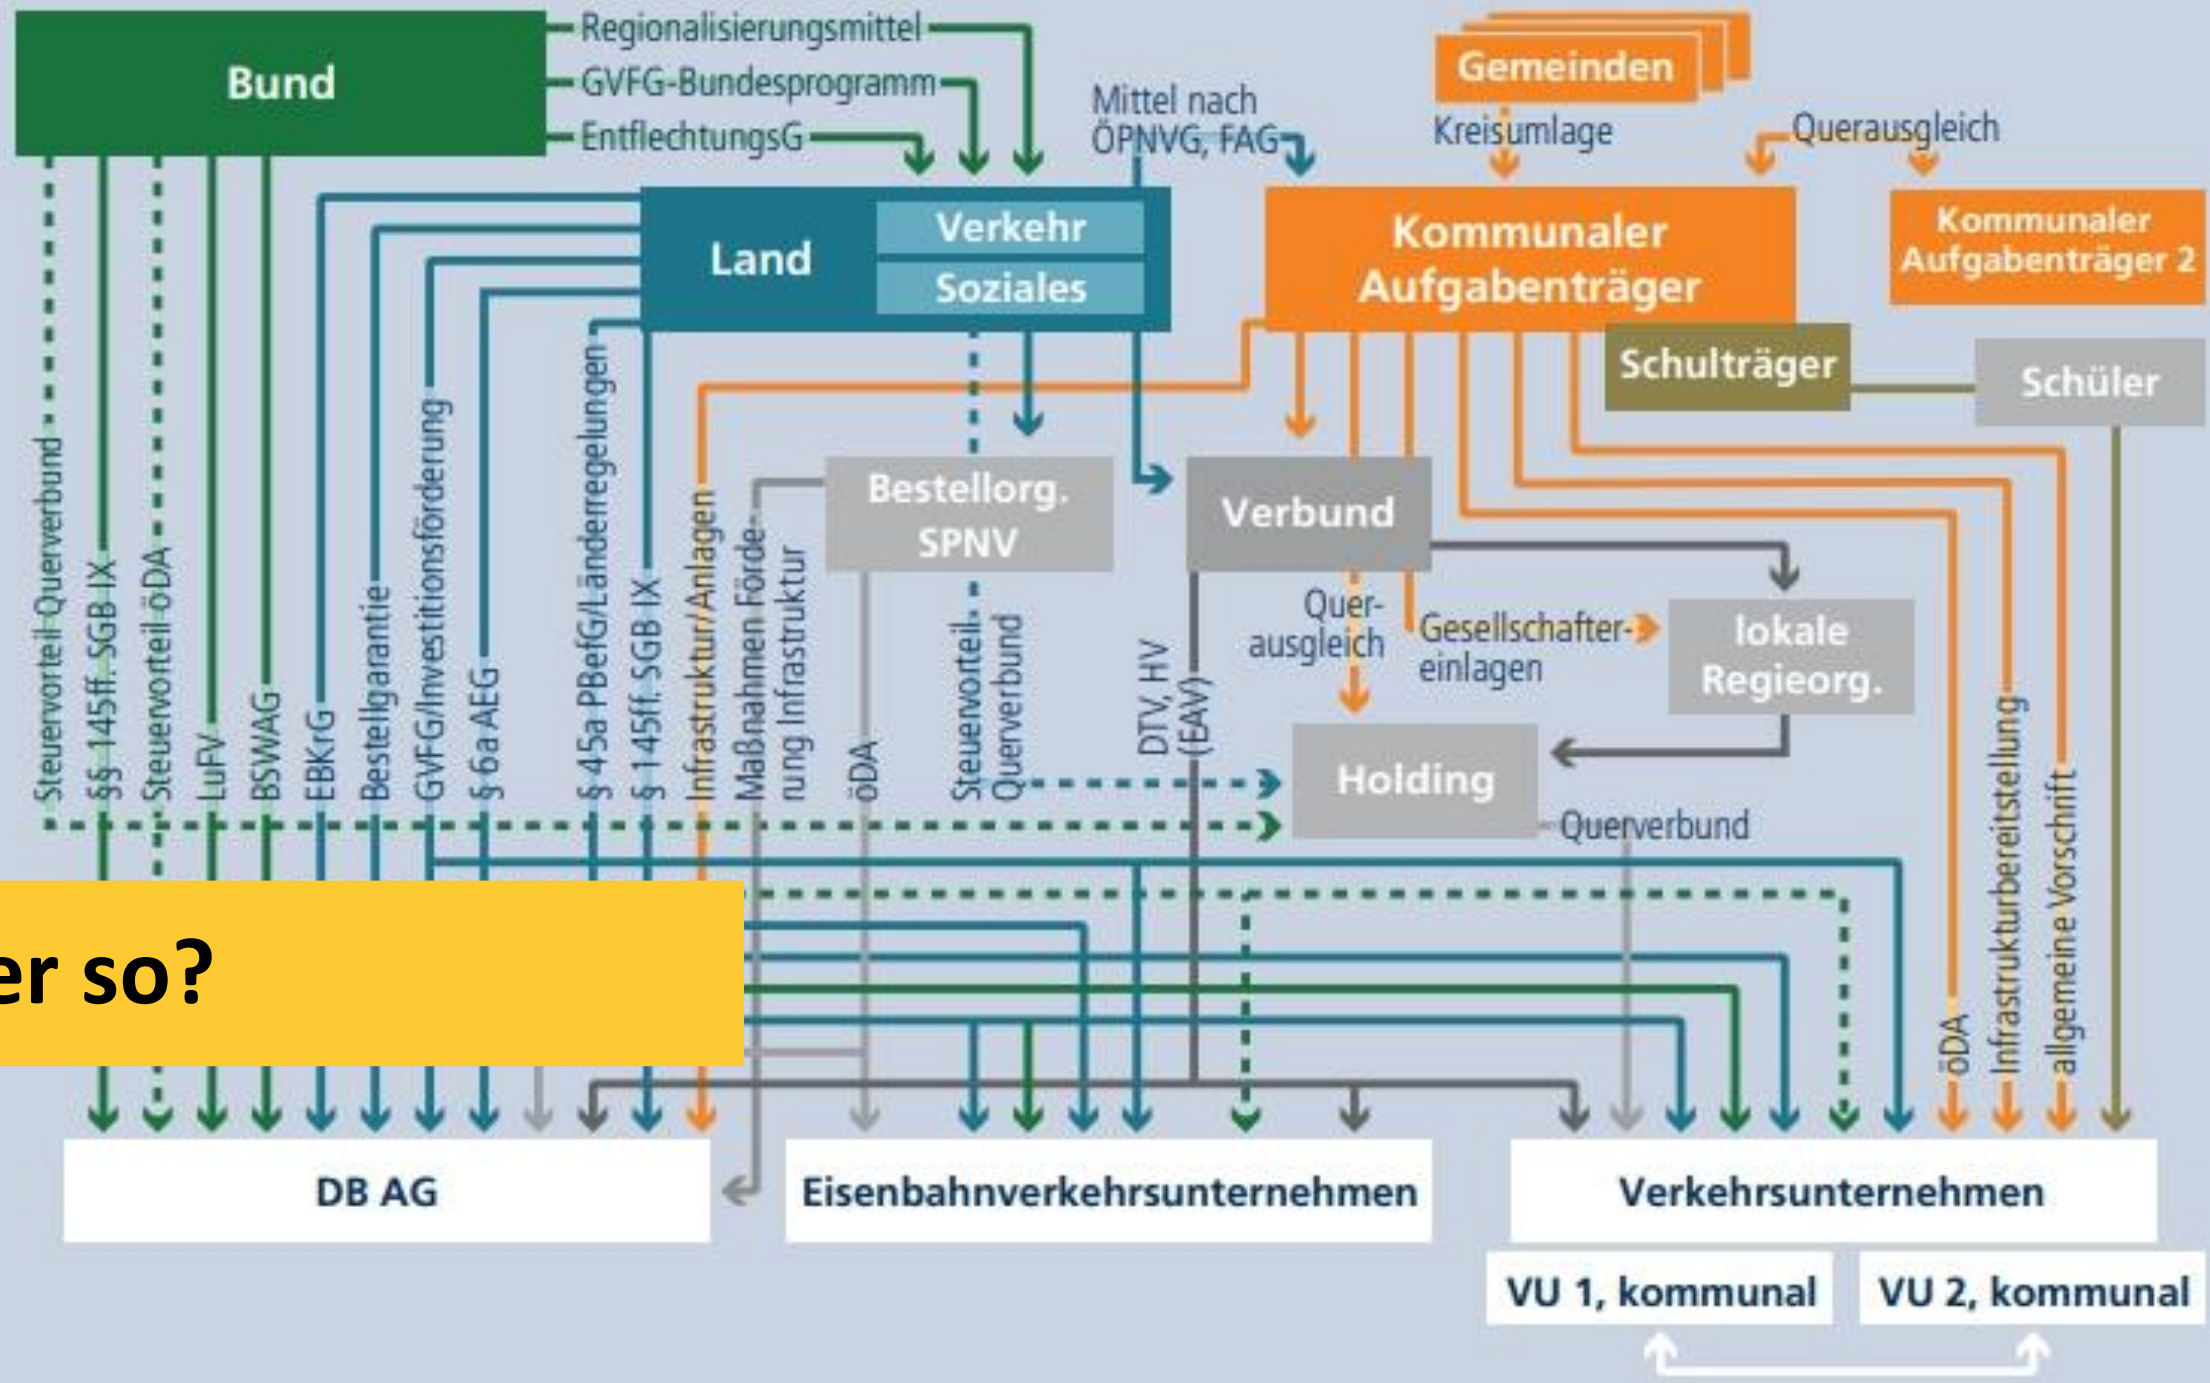 Bund
Regionalisierungsmittel
GVFG-Bundesprogramm
EntflechtungsG
Mittel nach
ÖPNVG, FAG
Gemeinden
Kreisumlage
Querausgleich
Land
Verkehr
Soziales
Kommunaler
Aufgabenträger
Kommunaler
Aufgabenträger 2
Schulträger
Schüler
Steuervorteil Querverbund
§§ 145ff. SGB IX
Steuervorteil öDA
LuFV
BSWAG
EBKrG
Bestellgarantie
GVFG/Investitionsförderung
§ 6a AEG
§ 45a PBefG/Länderregelungen
§ 145ff. SGB IX
Infrastruktur/Anlagen
Maßnahmen Förde-
rung Infrastruktur
öDA
Bestellorg.
SPNV
Steuervorteil
Querverbund
DTV, HV
(EAV)
Verbund
Quer-
ausgleich
Gesellschafter-
einlagen
lokale
Regieorg.
Holding
Querverbund
öDA
Infrastrukturbereitstellung
allgemeine Vorschrift
er so?
DB AG
Eisenbahnverkehrsunternehmen
Verkehrsunternehmen
VU 1, kommunal
VU 2, kommunal